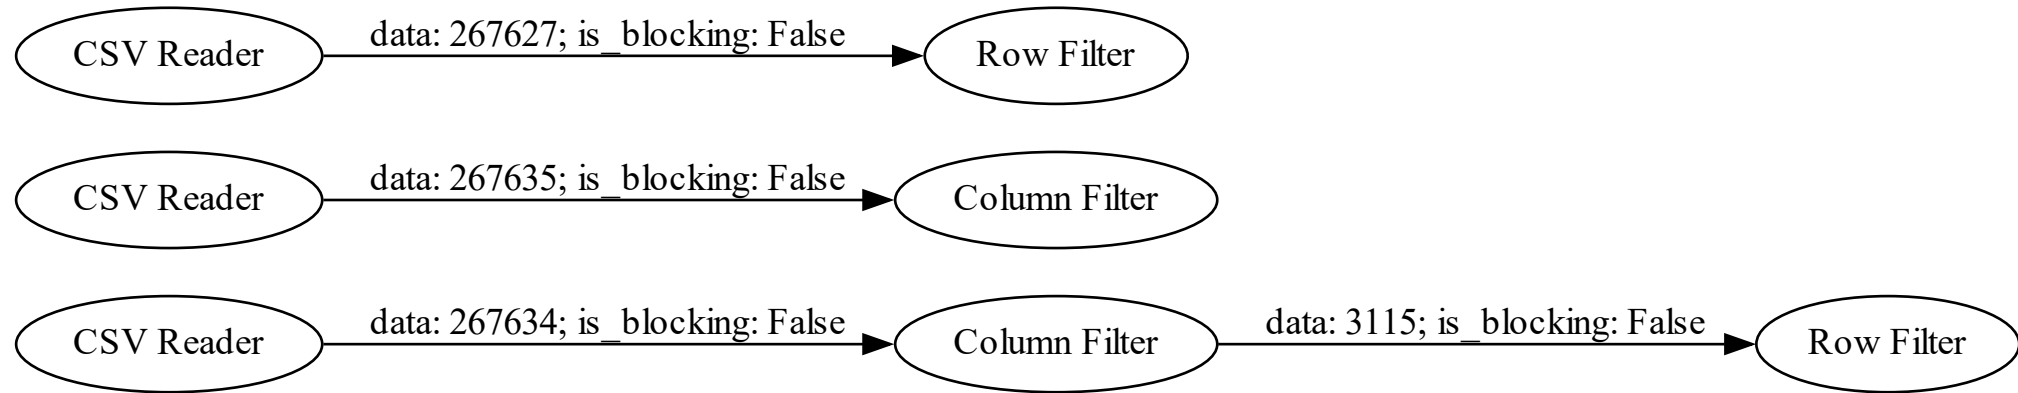 CSV Reader data: 267627; is_blocking: False Row Filter
CSV Reader data: 267635; is_blocking: False Column Filter
CSV Reader data: 267634; is_blocking: False Column Filter data: 3115; is_blocking: False Row Filter